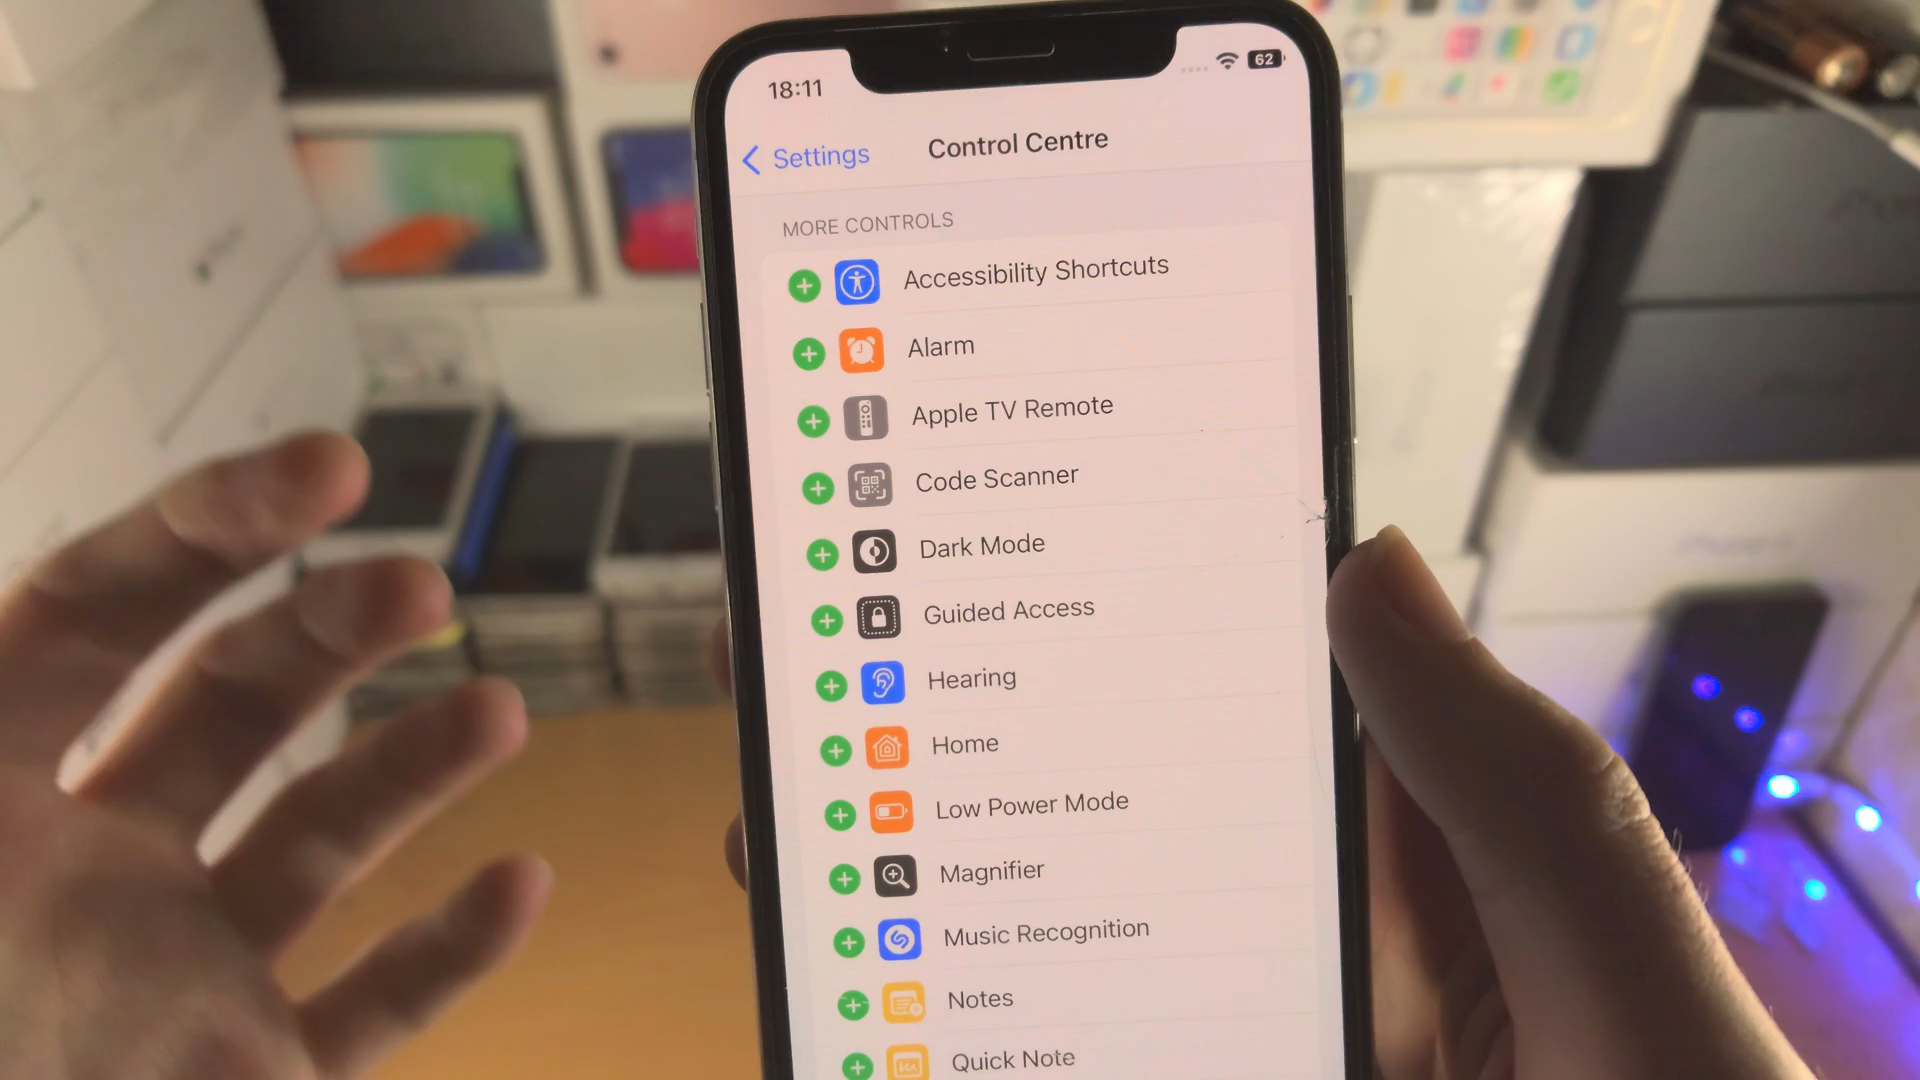 18:11
62
Settings
Control Centre
MORE CONTROLS
Accessibility Shortcuts
Alarm
Apple TV Remote
Code Scanner
Dark Mode
Guided Access
Hearing
Home
Low Power Mode
Magnifier
Music Recognition
Notes
Quick Note